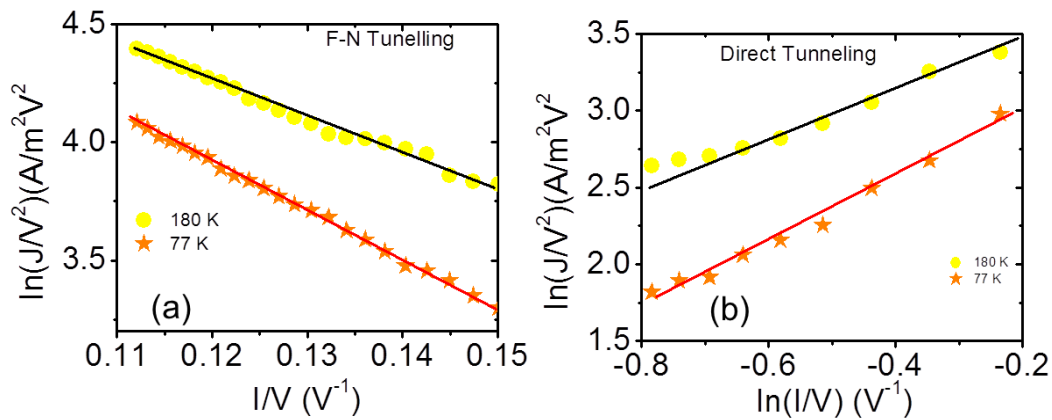 F-N Tunelling
4.5
4.0
3.5
ln(J/V²)(A/m²V²)
180 K
77 K
(a)
0.11 0.12 0.13 0.14 0.15
I/V (V⁻¹)
Direct Tunneling
3.5
3.0
2.5
2.0
1.5
ln(J/V²)(A/m²V²)
180 K
77 K
(b)
-0.8 -0.6 -0.4 -0.2
ln(I/V) (V⁻¹)